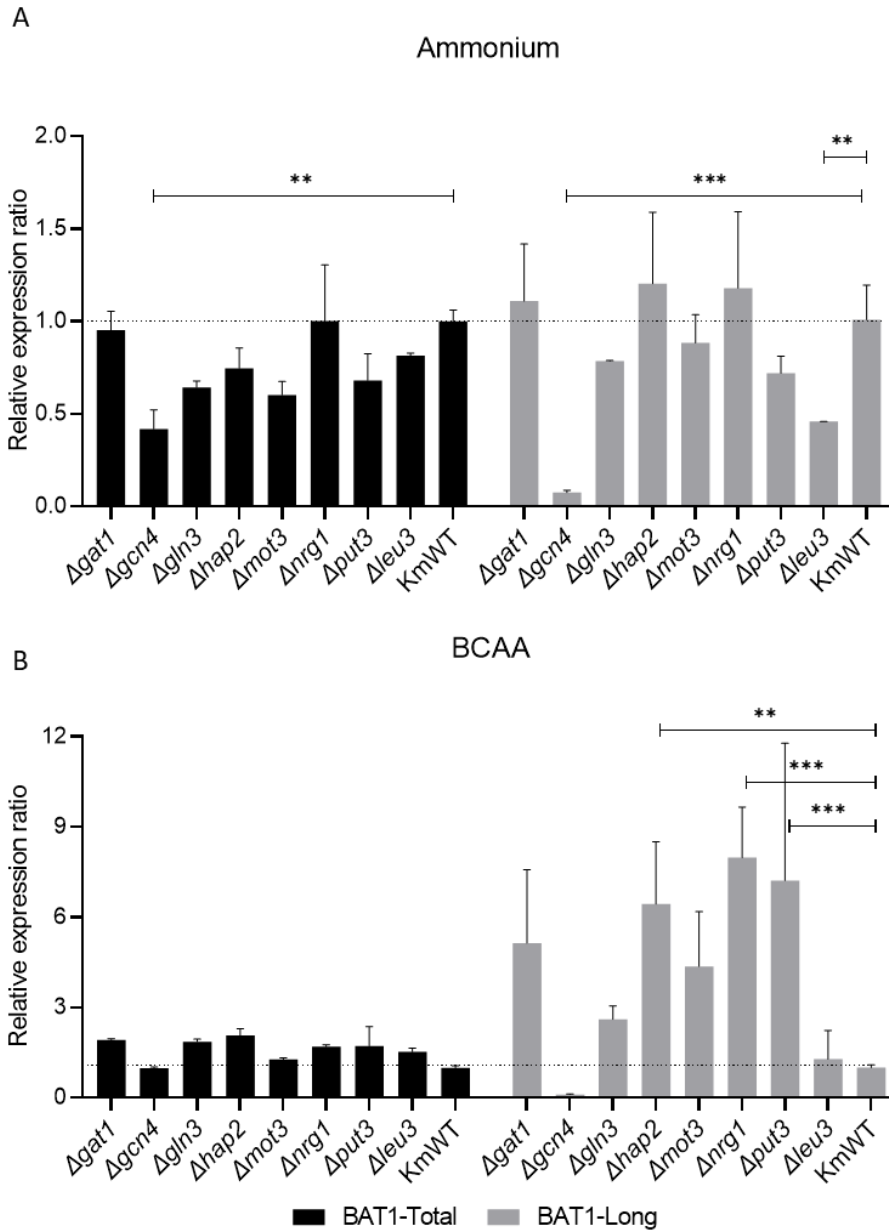 A
Ammonium
Relative expression ratio
2.0
1.5
1.0
0.5
0.0
**
***
**
Δgat1
Δgcn4
Δgln3
Δhap2
Δmot3
Δnrg1
Δput3
Δleu3
KmWT
Δgat1
Δgcn4
Δgln3
Δhap2
Δmot3
Δnrg1
Δput3
Δleu3
KmWT
B
BCAA
Relative expression ratio
12
9
6
3
0
**
***
***
Δgat1
Δgcn4
Δgln3
Δhap2
Δmot3
Δnrg1
Δput3
Δleu3
KmWT
Δgat1
Δgcn4
Δgln3
Δhap2
Δmot3
Δnrg1
Δput3
Δleu3
KmWT
BAT1-Total BAT1-Long